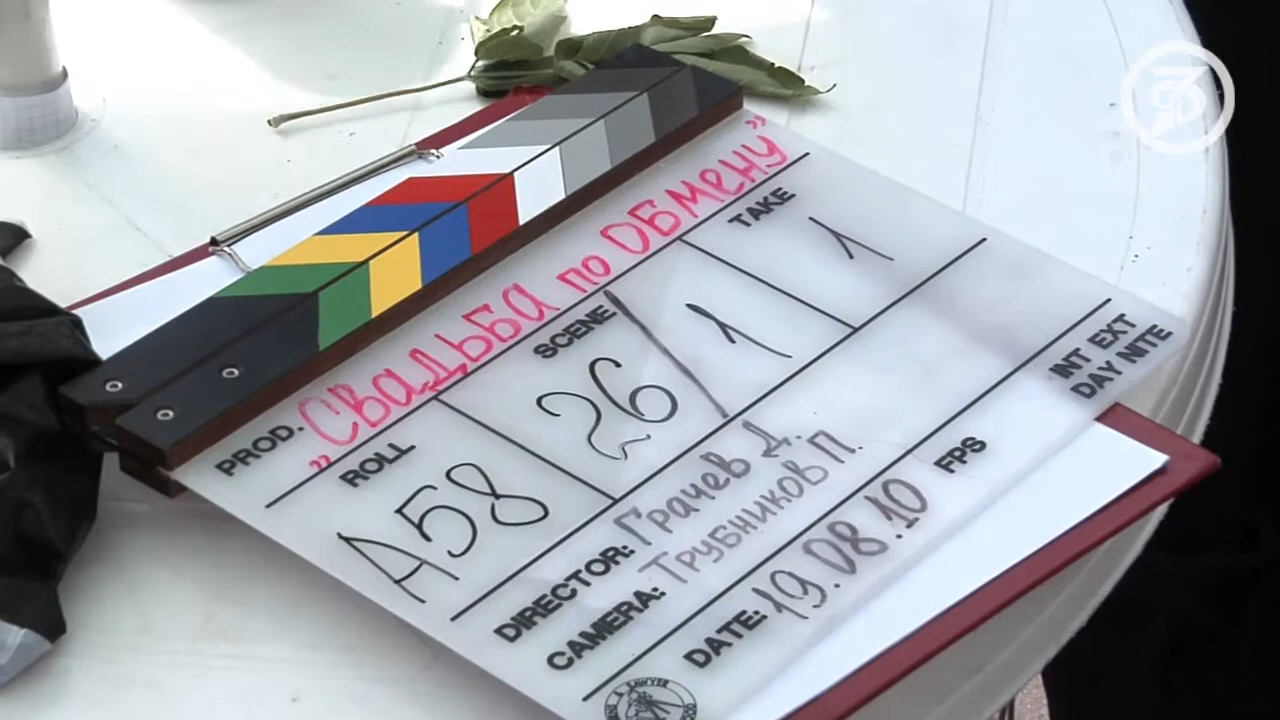 PROD. „Свадьба по ОБМЕНУ”
ROLL SCENE TAKE
A58 26/1 1
DIRECTOR: Грачев Д.
CAMERA: Трубников П.
INT EXT
DAY NITE
DATE: 19.08.10 FPS